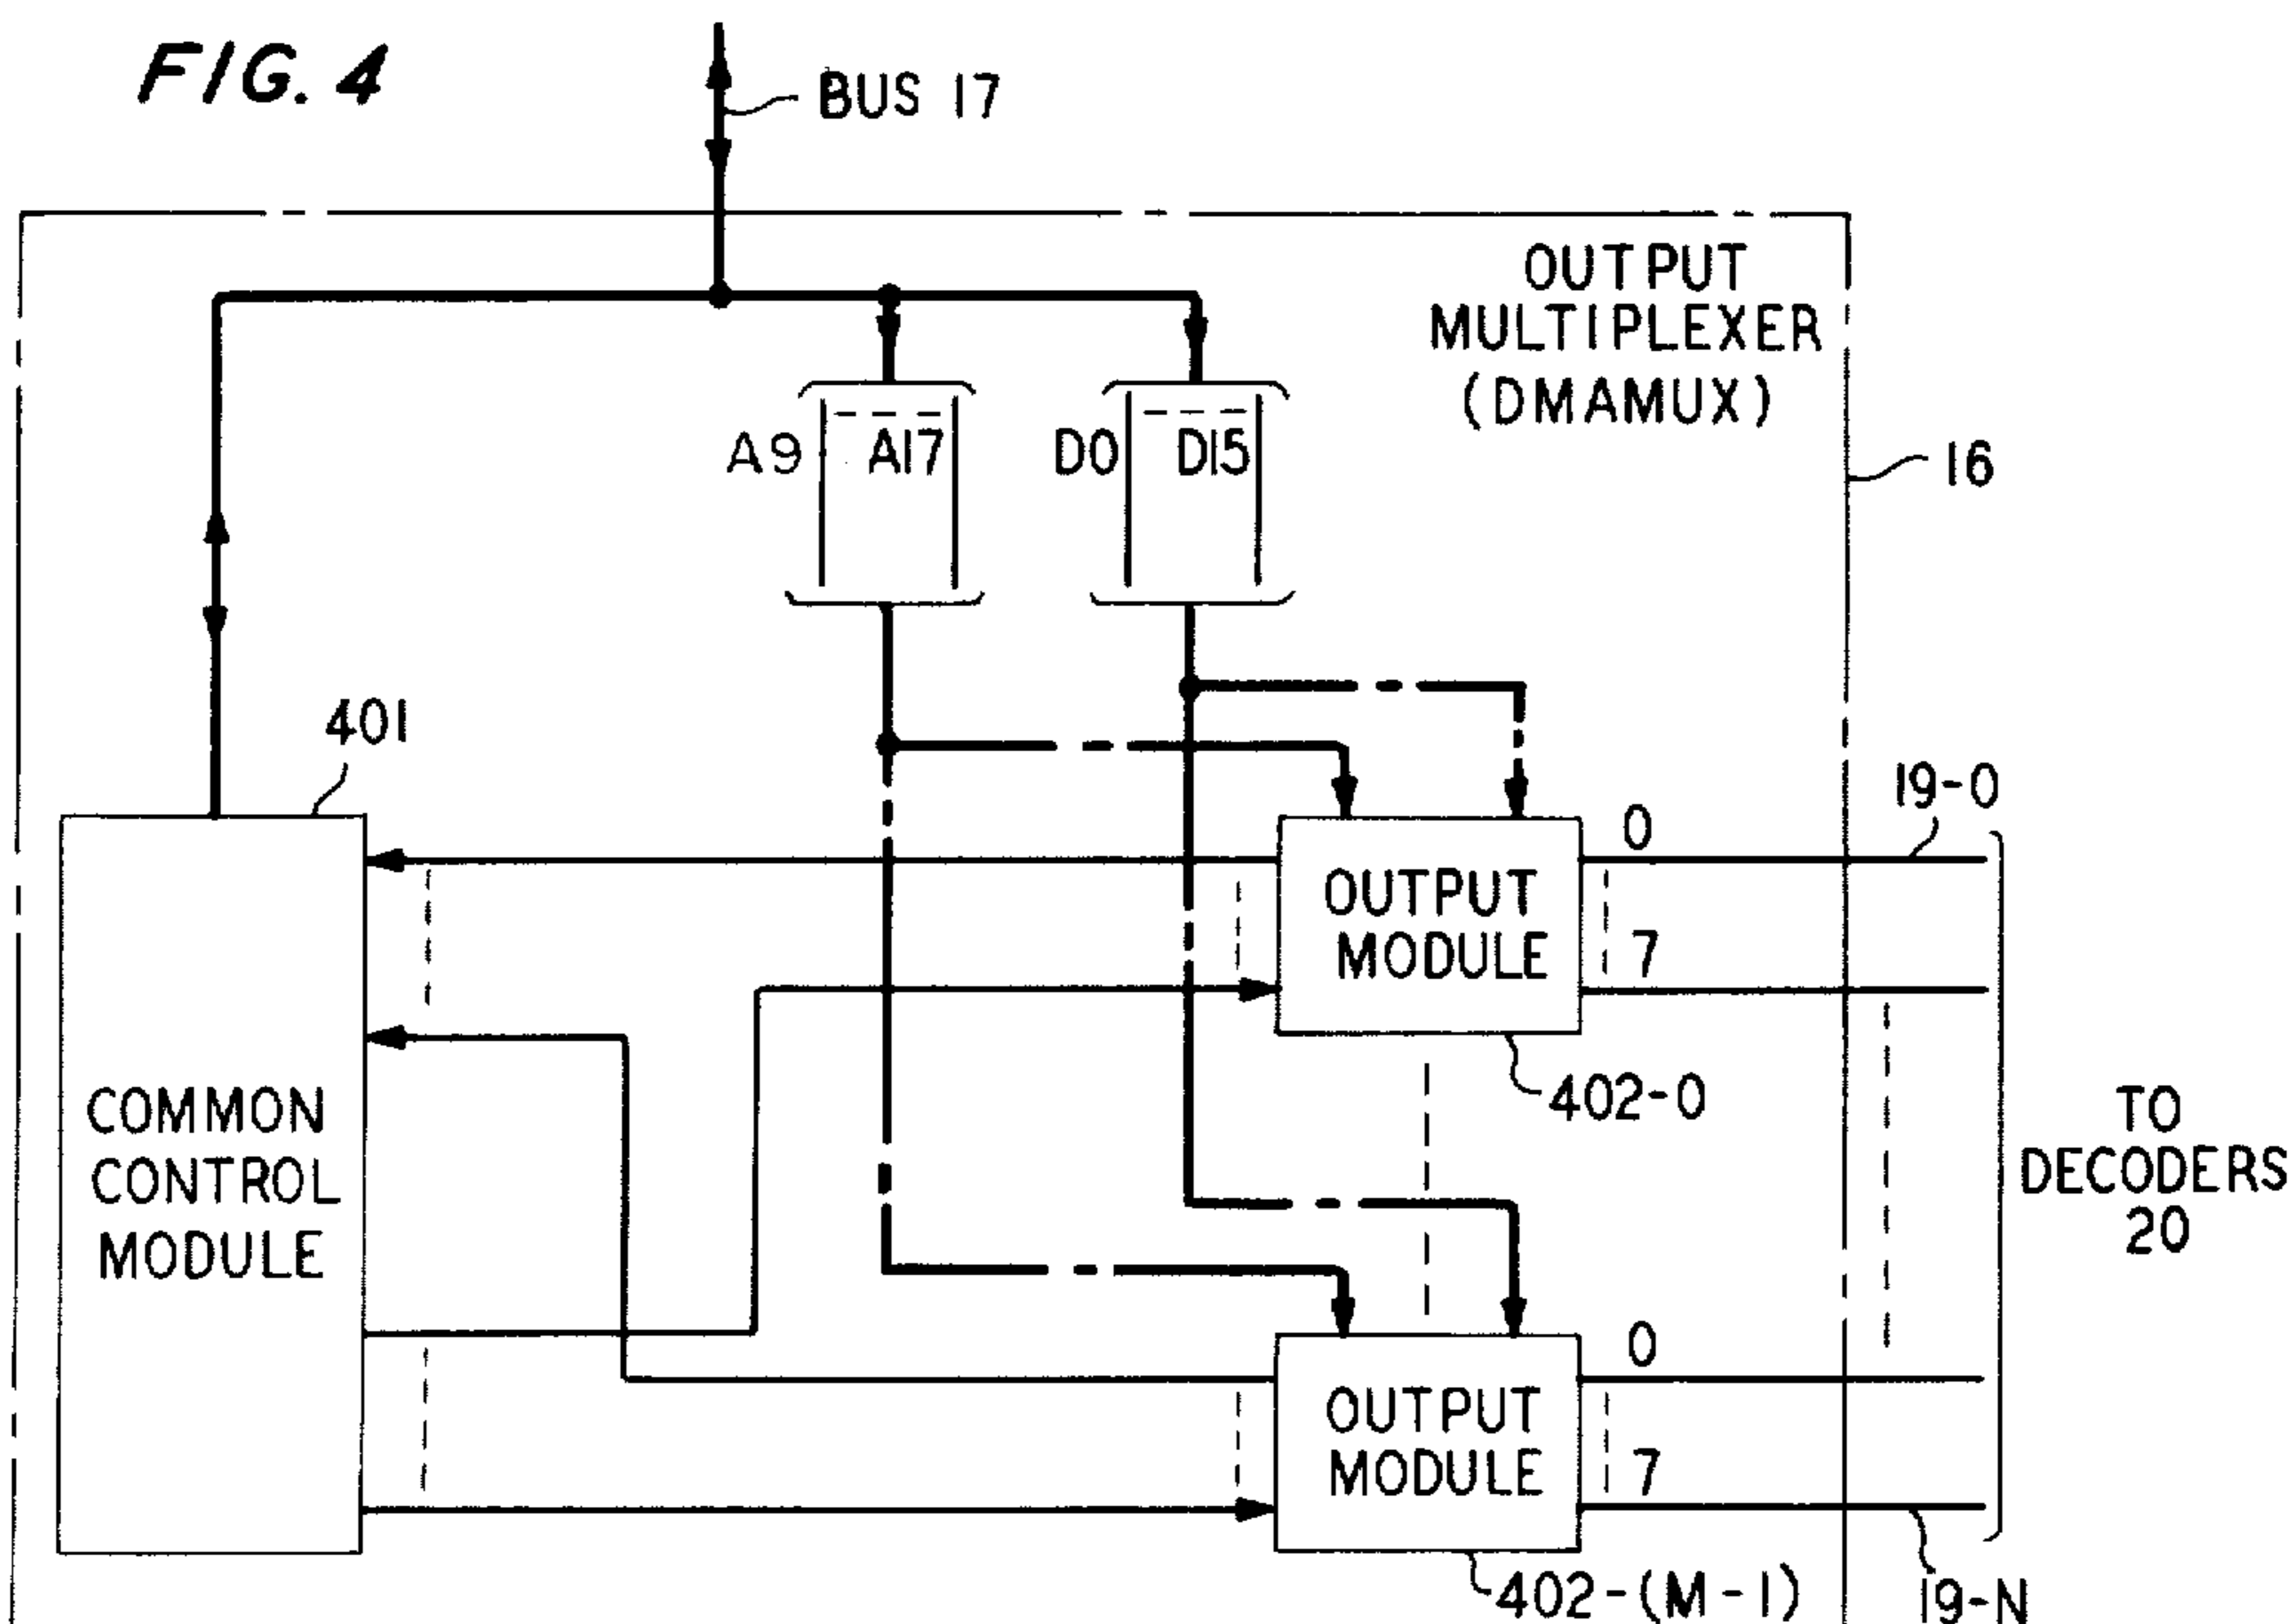 FIG. 4
BUS 17
OUTPUT
MULTIPLEXER
(DMAMUX)
A9 A17 D0 D15
16
401
19-0
0
OUTPUT
MODULE
7
402-0
COMMON
CONTROL
MODULE
TO
DECODERS
20
0
OUTPUT
MODULE
7
402-(M-1)
19-N